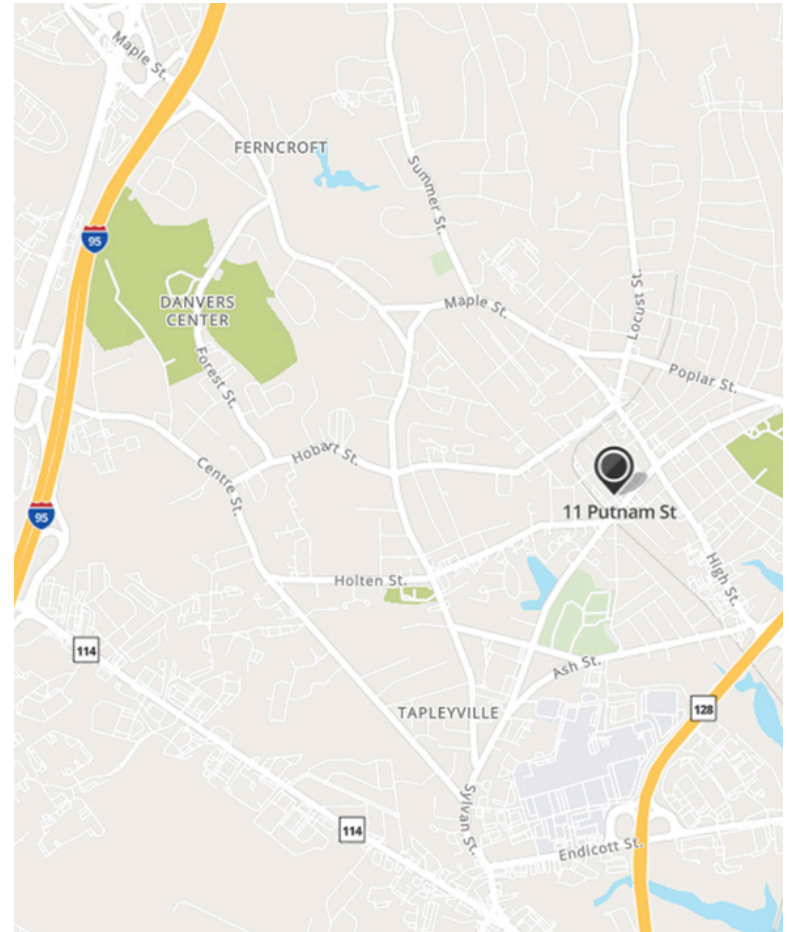 Maple St.
FERNCROFT
Summer St.
95
DANVERS
CENTER
Maple St.
Locust St.
Forest St.
Poplar St.
Hobart St.
Centre St.
11 Putnam St
95
High St.
Holten St.
114
Ash St.
TAPLEYVILLE
128
Sylvan St.
114
Endicott St.